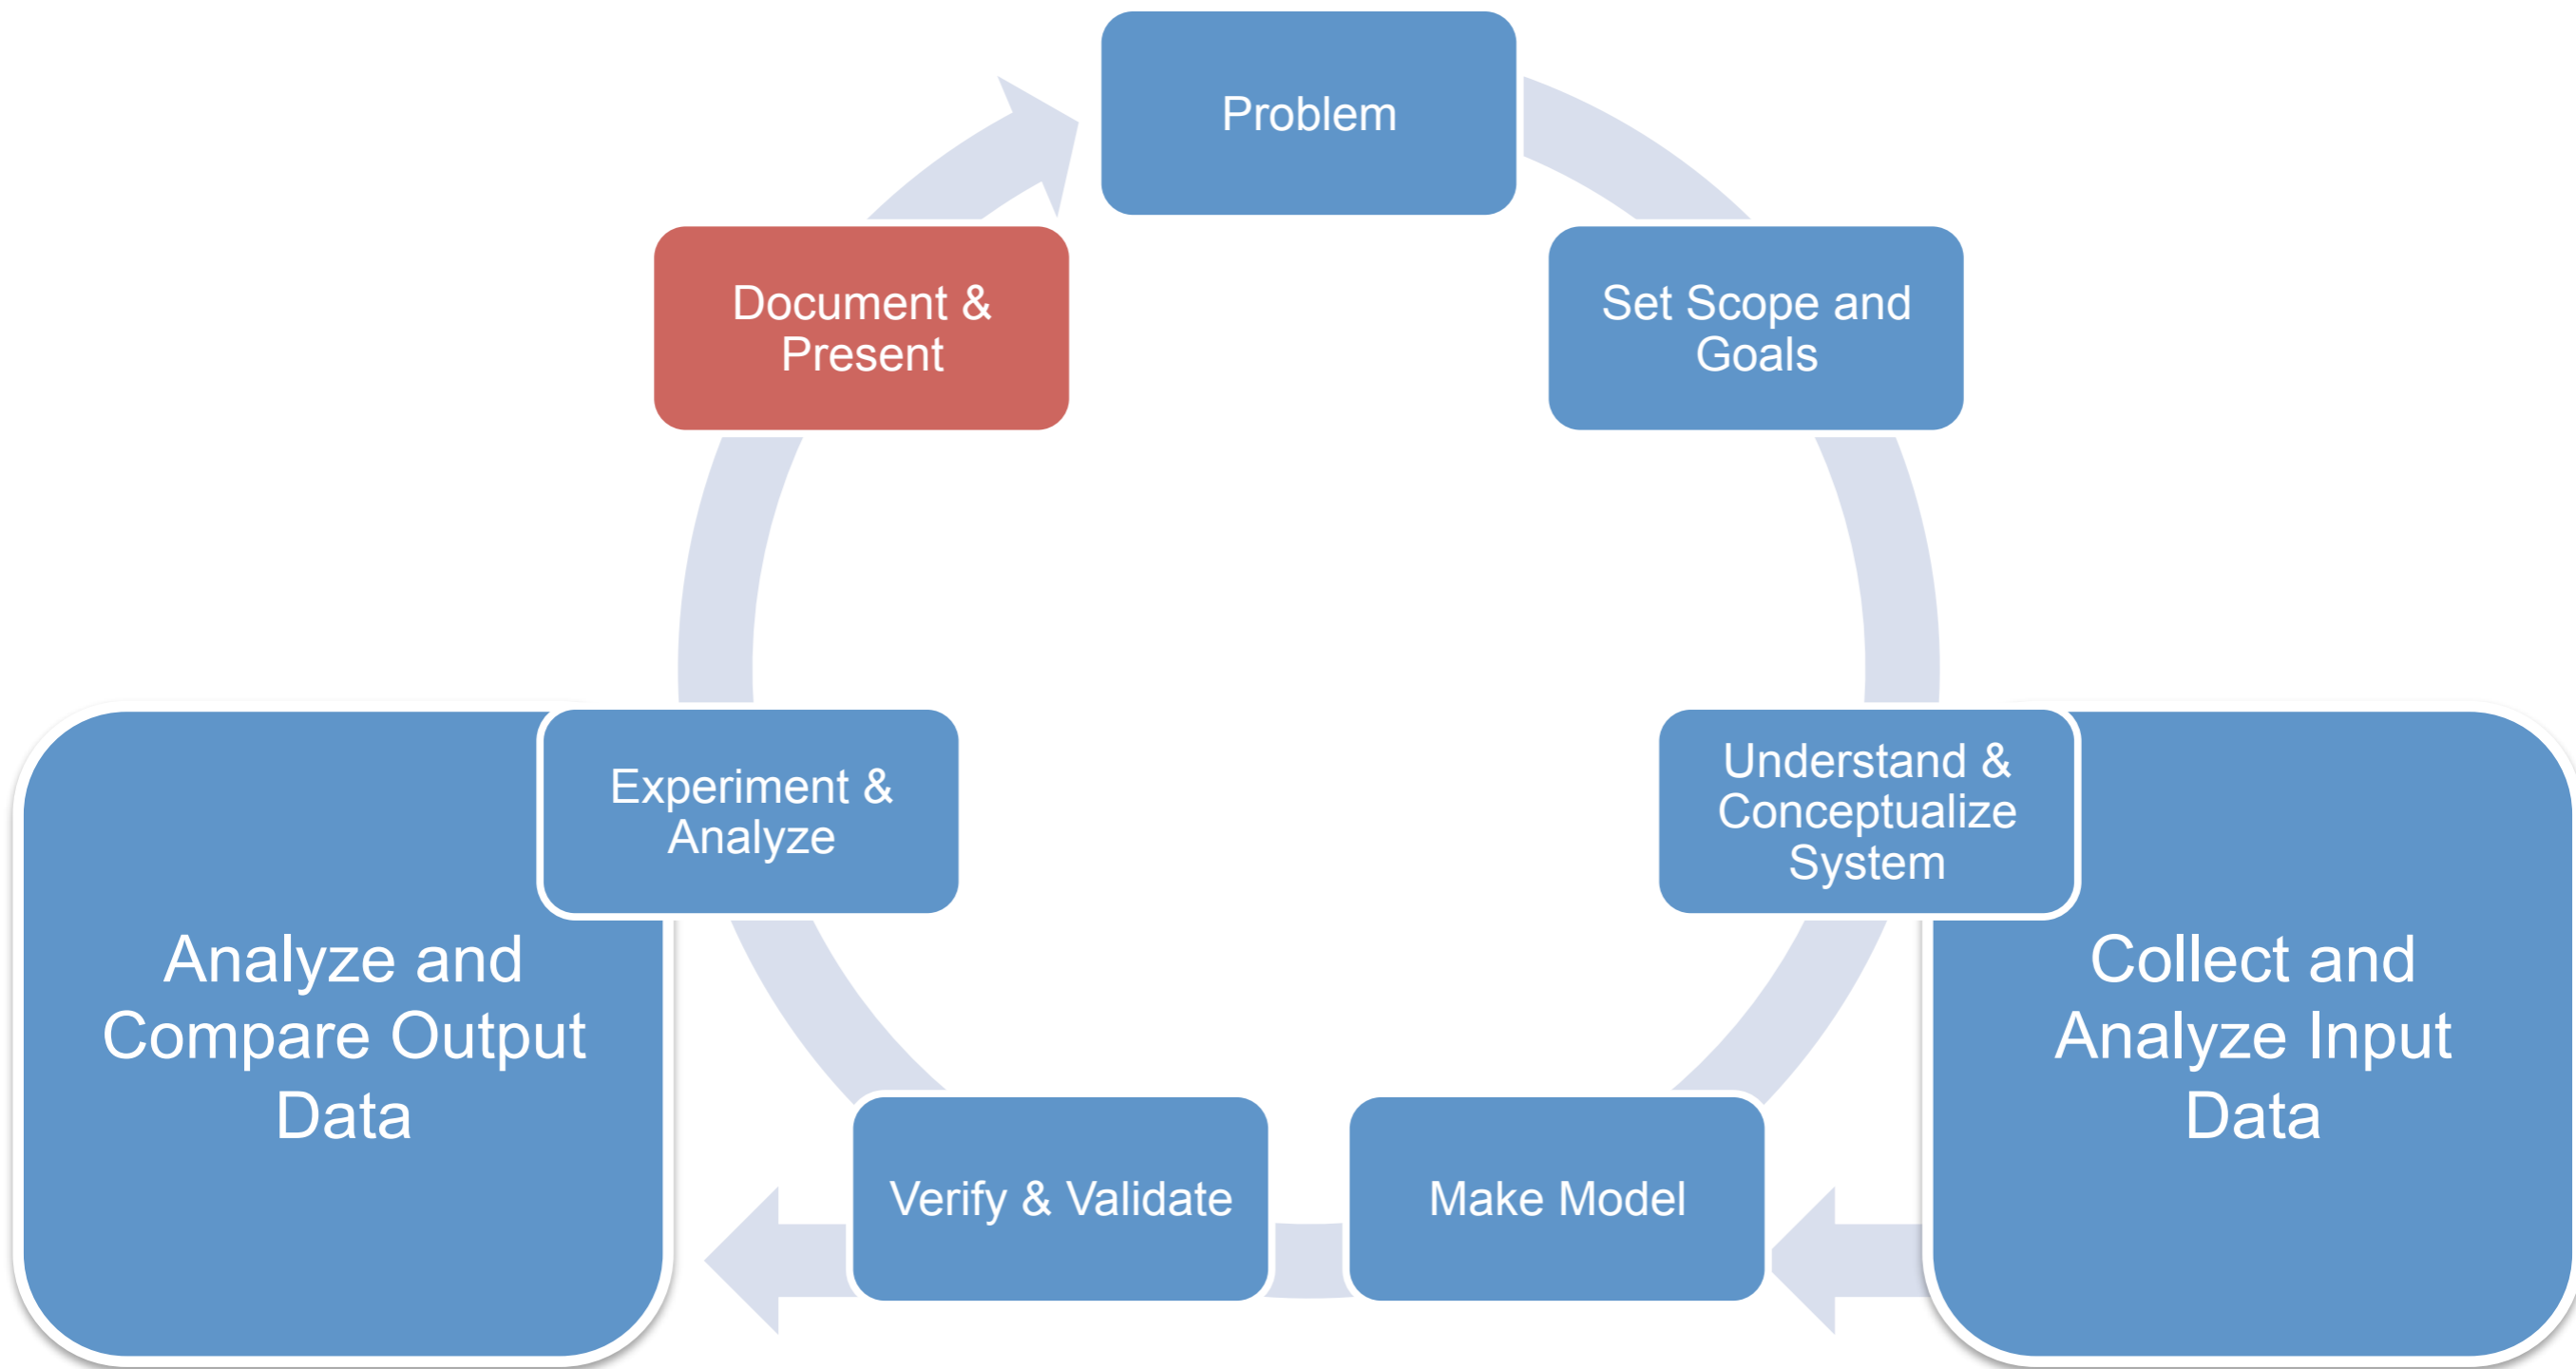 Problem
Set Scope and
Goals
Understand &
Conceptualize
System
Collect and
Analyze Input
Data
Make Model
Verify & Validate
Experiment &
Analyze
Analyze and
Compare Output
Data
Document &
Present